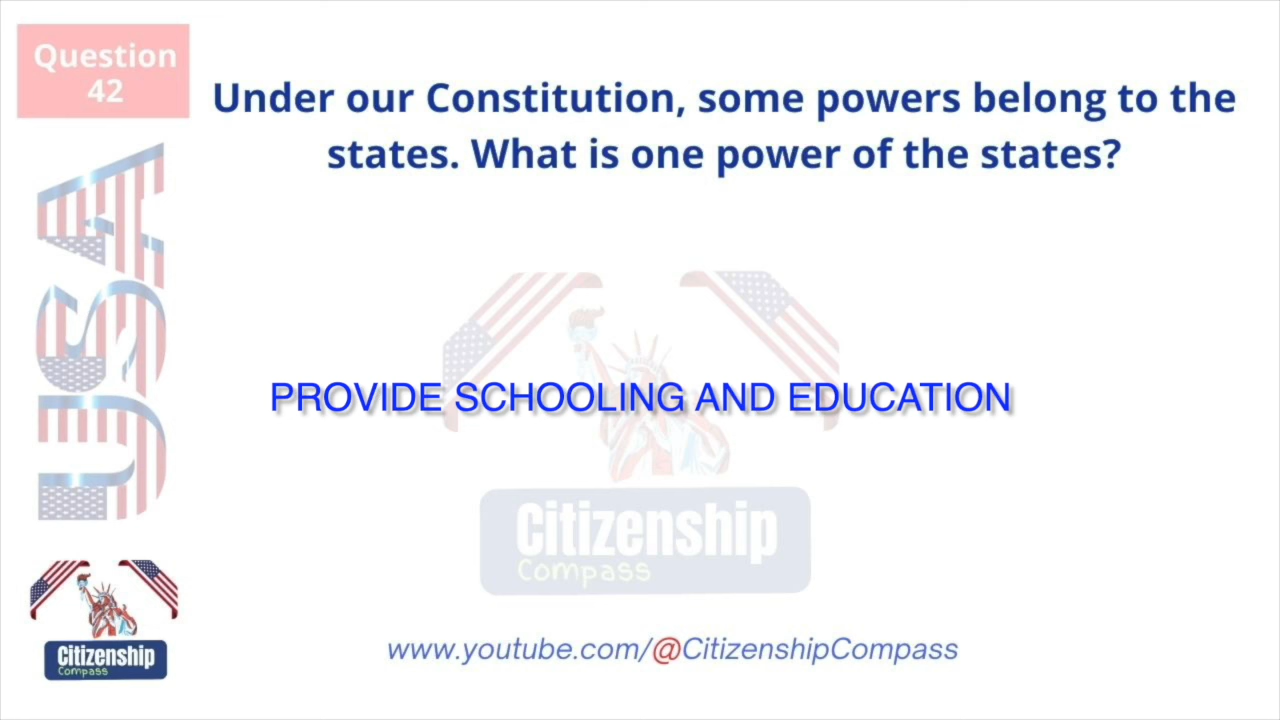 Question
42
Under our Constitution, some powers belong to the
states. What is one power of the states?
USA
PROVIDE SCHOOLING AND EDUCATION
Citizenship
Compass
Citizenship
Compass
www.youtube.com/@CitizenshipCompass